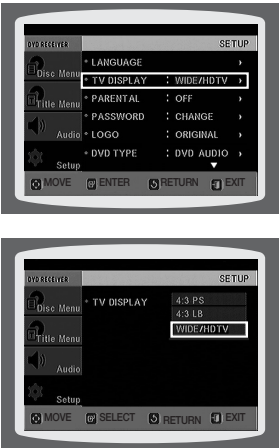 DVD RECEIVER SETUP
Disc Menu
Title Menu
Audio
Setup
LANGUAGE
TV DISPLAY : WIDE/HDTV
PARENTAL : OFF
PASSWORD : CHANGE
LOGO : ORIGINAL
DVD TYPE : DVD AUDIO
MOVE ENTER RETURN EXIT
DVD RECEIVER SETUP
Disc Menu
Title Menu
Audio
Setup
TV DISPLAY
4:3 PS
4:3 LB
WIDE/HDTV
MOVE SELECT RETURN EXIT